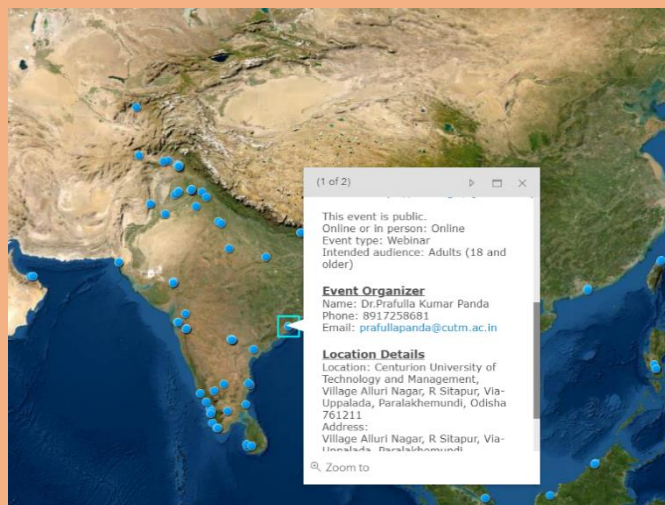 (1 of 2)
This event is public.
Online or in person: Online
Event type: Webinar
Intended audience: Adults (18 and
older)
Event Organizer
Name: Dr.Prafulla Kumar Panda
Phone: 8917258681
Email: prafullapanda@cutm.ac.in
Location Details
Location: Centurion University of
Technology and Management,
Village Alluri Nagar, R Sitapur, Via-
Uppalada, Paralakhemundi, Odisha
761211
Address:
Village Alluri Nagar, R Sitapur, Via-
Uppalada, Paralakhemundi,
Zoom to